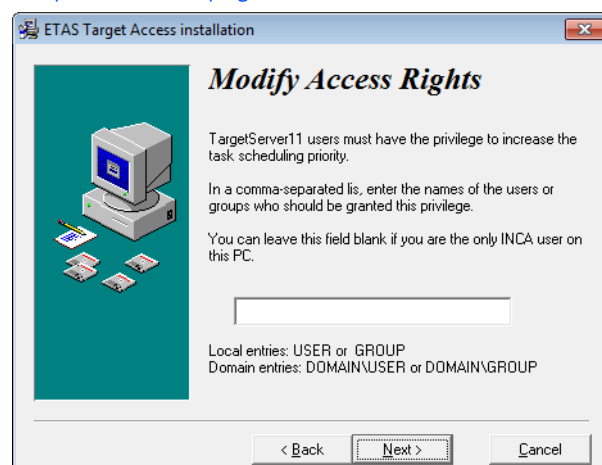 ETAS Target Access installation
Modify Access Rights
TargetServer11 users must have the privilege to increase the
task scheduling priority.
In a comma-separated lis, enter the names of the users or
groups who should be granted this privilege.
You can leave this field blank if you are the only INCA user on
this PC.
Local entries: USER or GROUP
Domain entries: DOMAIN\USER or DOMAIN\GROUP
< Back
Next >
Cancel